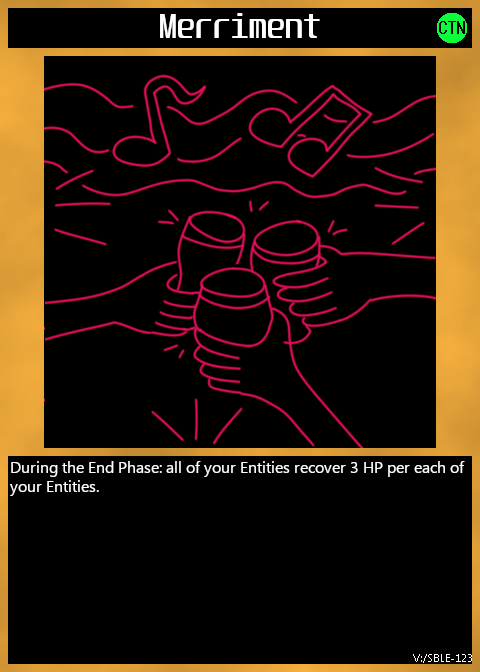 Merriment
CTN
During the End Phase: all of your Entities recover 3 HP per each of
your Entities.
V:/SBLE-123